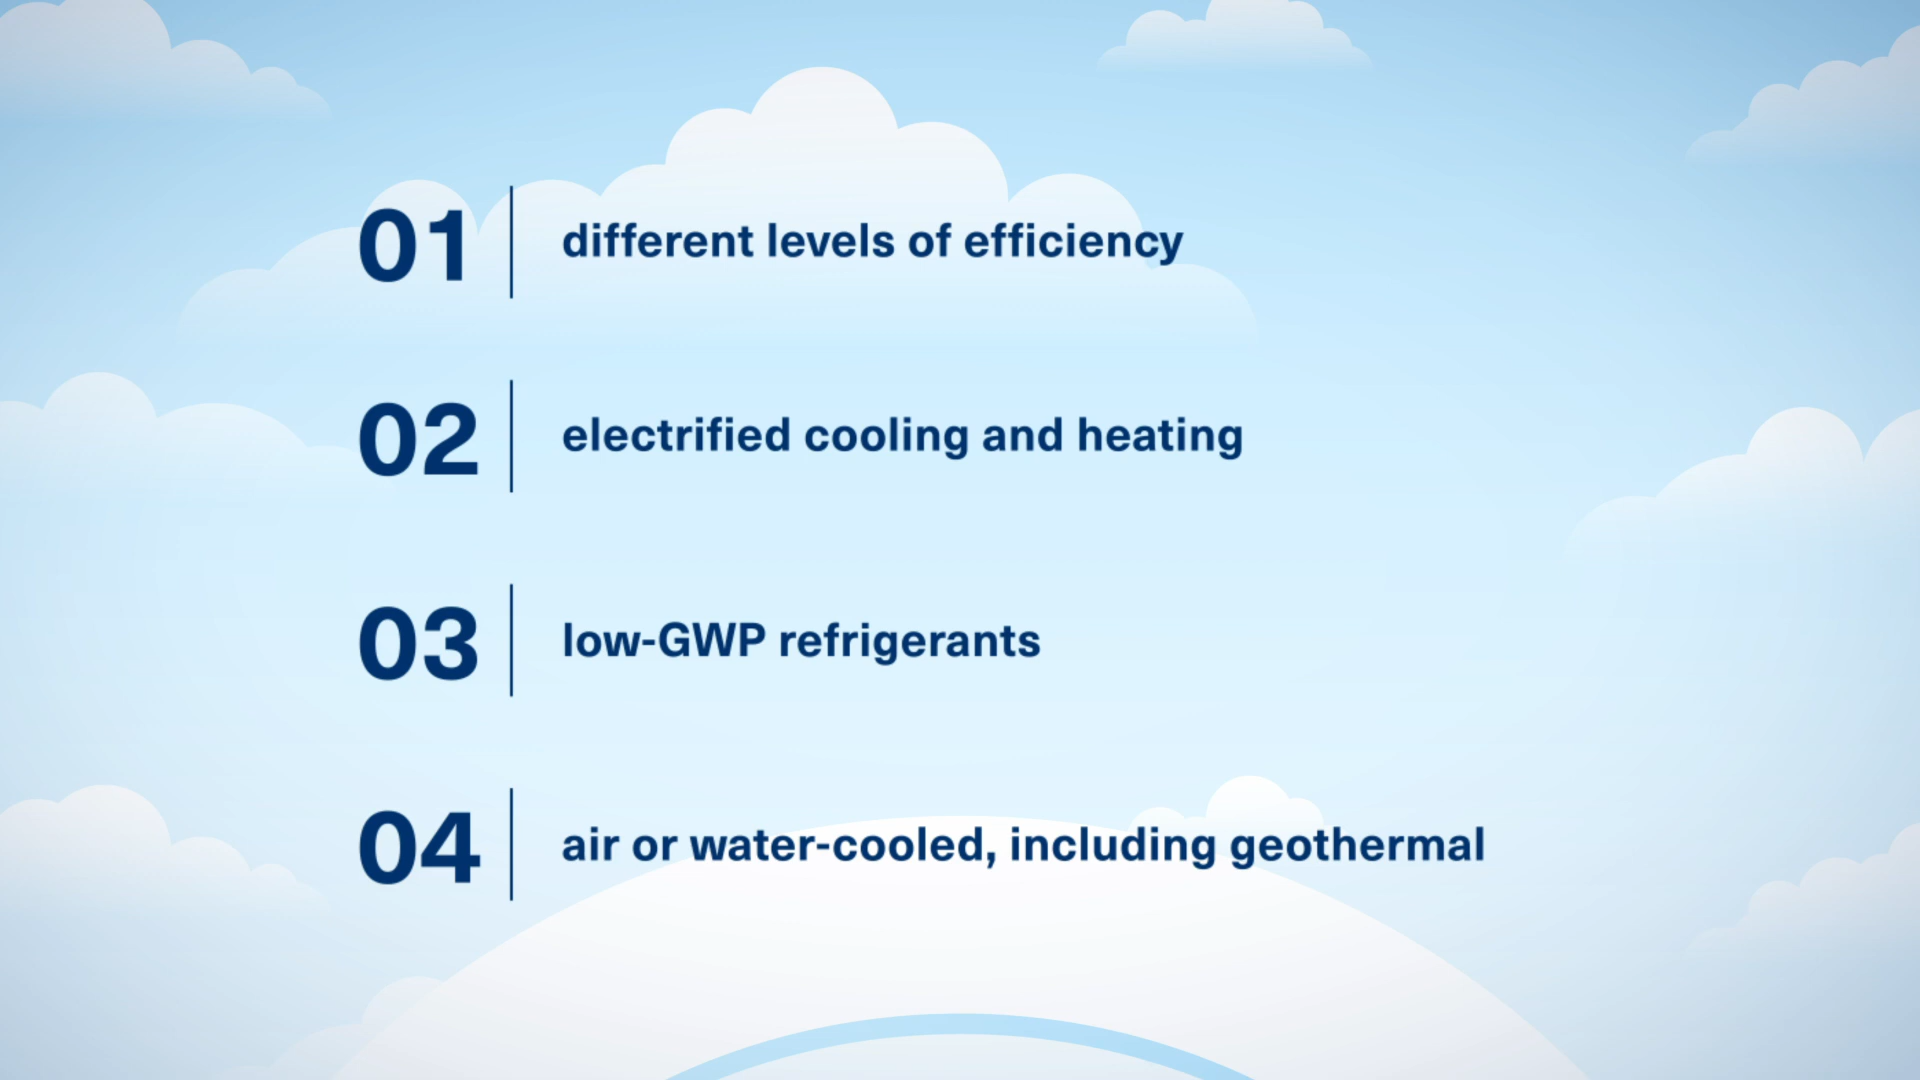 01 different levels of efficiency
02 electrified cooling and heating
03 low-GWP refrigerants
04 air or water-cooled, including geothermal